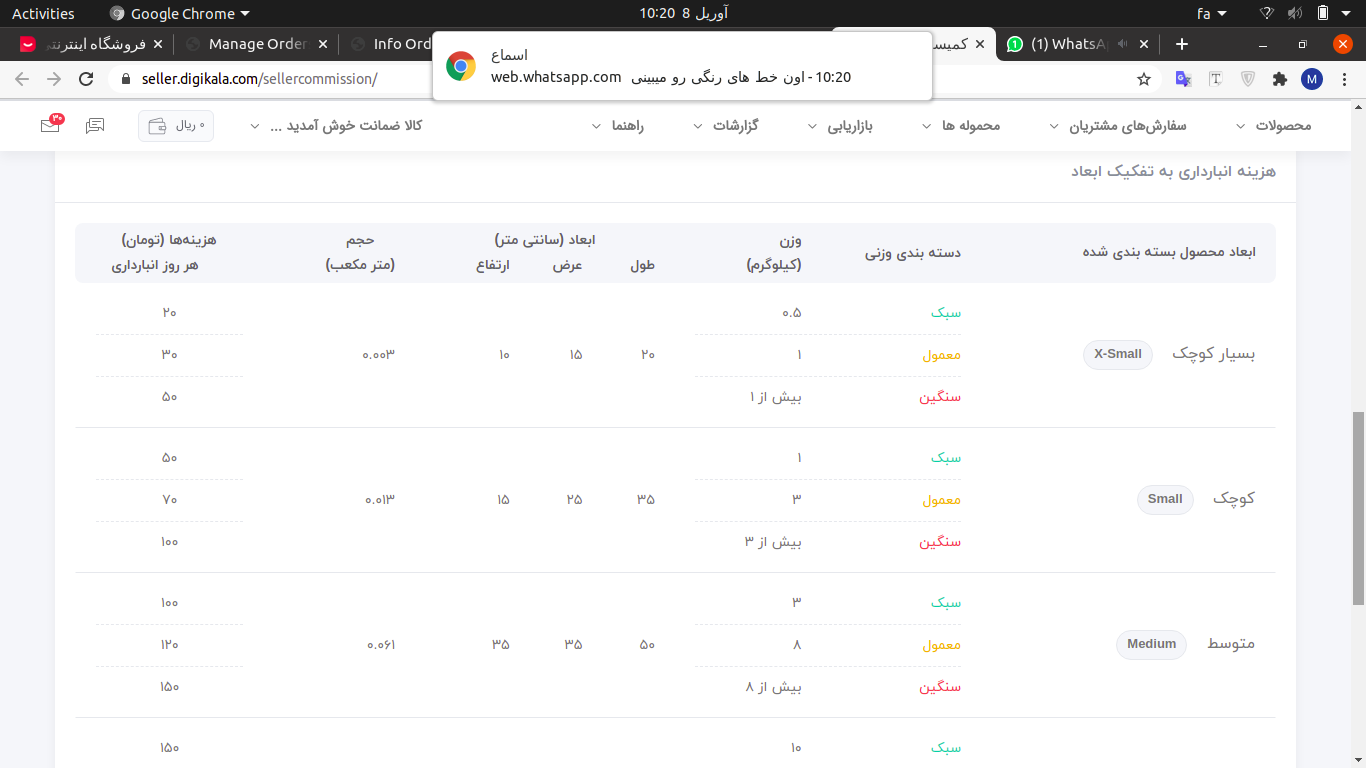 Activities
Google Chrome
آوریل 8 10:20
fa
فروشگاه اینترنتی
Manage Order
Info Ord
کمیس
(1) WhatsAp
اسماع
web.whatsapp.com
10:20 - اون خط های رنگی رو میبینی
seller.digikala.com/sellercommission/
M
محصولات
سفارش‌های مشتریان
محموله ها
بازاریابی
گزارشات
راهنما
کالا ضمانت خوش آمدید ...
۰ ریال
۳۰
هزینه انبارداری به تفکیک ابعاد
ابعاد محصول بسته بندی شده
دسته بندی وزنی
وزن
(کیلوگرم)
ابعاد (سانتی متر)
طول عرض ارتفاع
حجم
(متر مکعب)
هزینه‌ها (تومان)
هر روز انبارداری
سبک ۰.۵ ۲۰
بسیار کوچک X-Small معمول ۱ ۲۰ ۱۵ ۱۰ ۰.۰۰۳ ۳۰
سنگین بیش از ۱ ۵۰
سبک ۱ ۵۰
کوچک Small معمول ۳ ۳۵ ۲۵ ۱۵ ۰.۰۱۳ ۷۰
سنگین بیش از ۳ ۱۰۰
سبک ۳ ۱۰۰
متوسط Medium معمول ۸ ۵۰ ۳۵ ۳۵ ۰.۰۶۱ ۱۲۰
سنگین بیش از ۸ ۱۵۰
سبک ۱۰ ۱۵۰